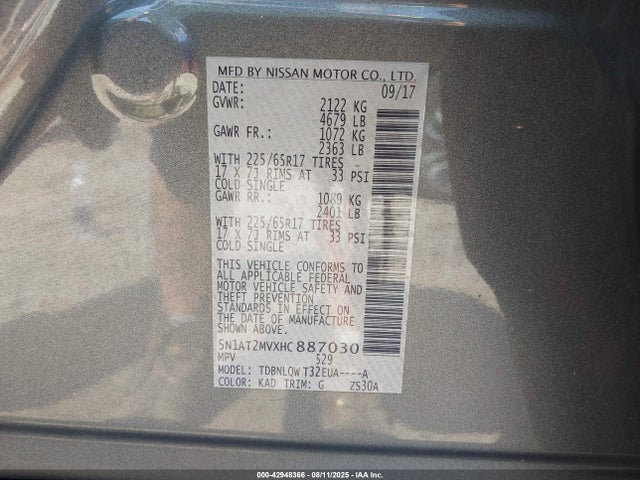 MFD BY NISSAN MOTOR CO., LTD.
DATE: 09/17
GVWR: 2122 KG
4679 LB
GAWR FR.: 1072 KG
2363 LB
WITH 225/65R17 TIRES
17 X 7J RIMS AT 33 PSI
COLD SINGLE
GAWR RR.: 1089 KG
2401 LB
WITH 225/65R17 TIRES
17 X 7J RIMS AT 33 PSI
COLD SINGLE
THIS VEHICLE CONFORMS TO
ALL APPLICABLE FEDERAL
MOTOR VEHICLE SAFETY AND
THEFT PREVENTION
STANDARDS IN EFFECT ON
THE DATE OF MANUFACTURE
SHOWN ABOVE.
5N1AT2MVXHC887030
MPV 529
MODEL: TDBNLQW T32EUA----A
COLOR: KAD TRIM: G ZS30A
000-42948366 - 08/11/2025 - IAA Inc.